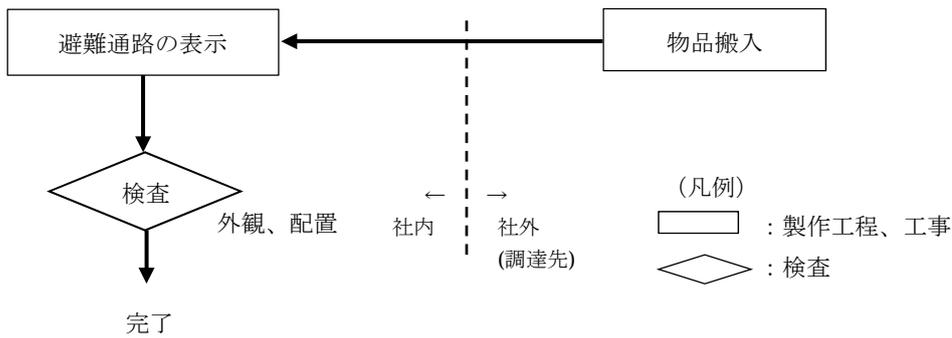 避難通路の表示
物品搬入
検査
外観、配置
← →
社内 社外
(調達先)
(凡例)
：製作工程、工事
：検査
完了